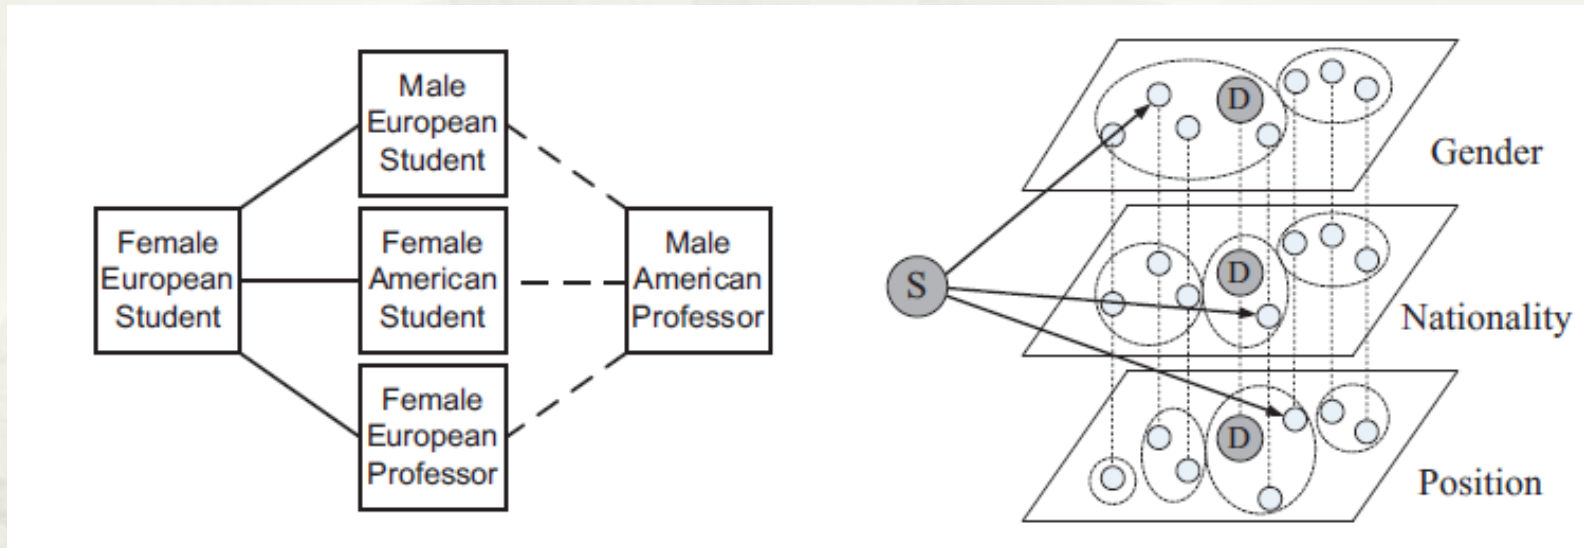 Male
European
Student
Female
European
Student
Female
American
Student
Male
American
Professor
Female
European
Professor
S
D
Gender
D
Nationality
D
Position